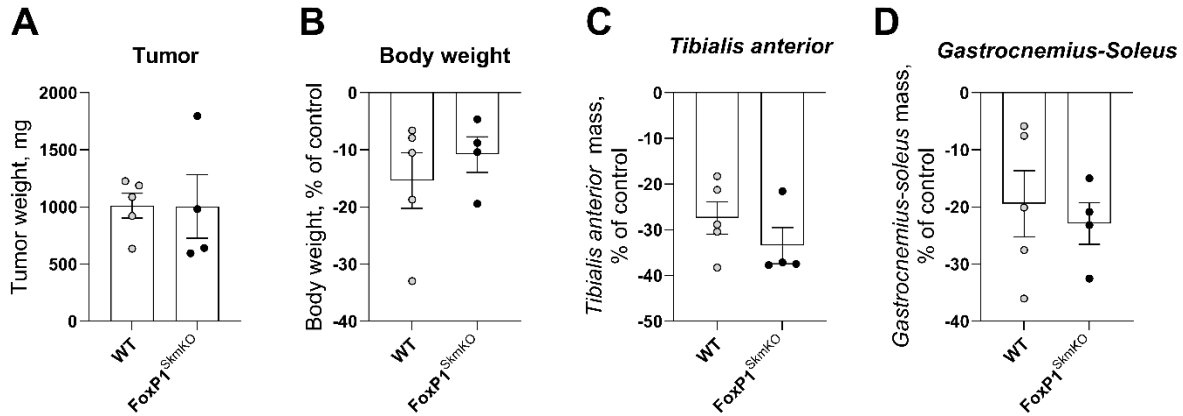 A
Tumor
Tumor weight, mg
2000
1500
1000
500
0
WT
FoxP1SkmKO
B
Body weight
Body weight, % of control
0
-10
-20
-30
-40
WT
FoxP1SkmKO
C
Tibialis anterior
Tibialis anterior mass,
% of control
0
-10
-20
-30
-40
-50
WT
FoxP1SkmKO
D
Gastrocnemius-Soleus
Gastrocnemius-soleus mass,
% of control
0
-10
-20
-30
-40
WT
FoxP1SkmKO